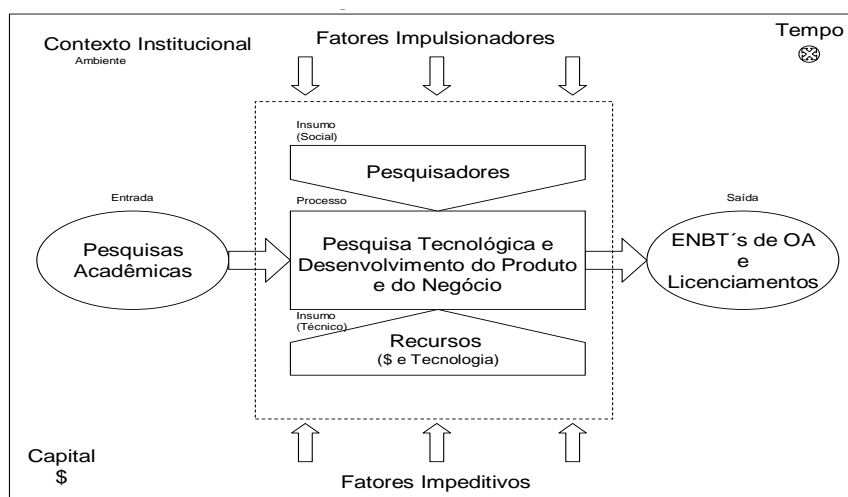 Contexto Institucional
Ambiente
Fatores Impulsionadores
Tempo
Insumo
(Social)
Pesquisadores
Entrada
Processo
Saída
Pesquisas
Acadêmicas
Pesquisa Tecnológica e
Desenvolvimento do Produto
e do Negócio
ENBT´s de OA
e
Licenciamentos
Insumo
(Técnico)
Recursos
($ e Tecnologia)
Capital
$
Fatores Impeditivos